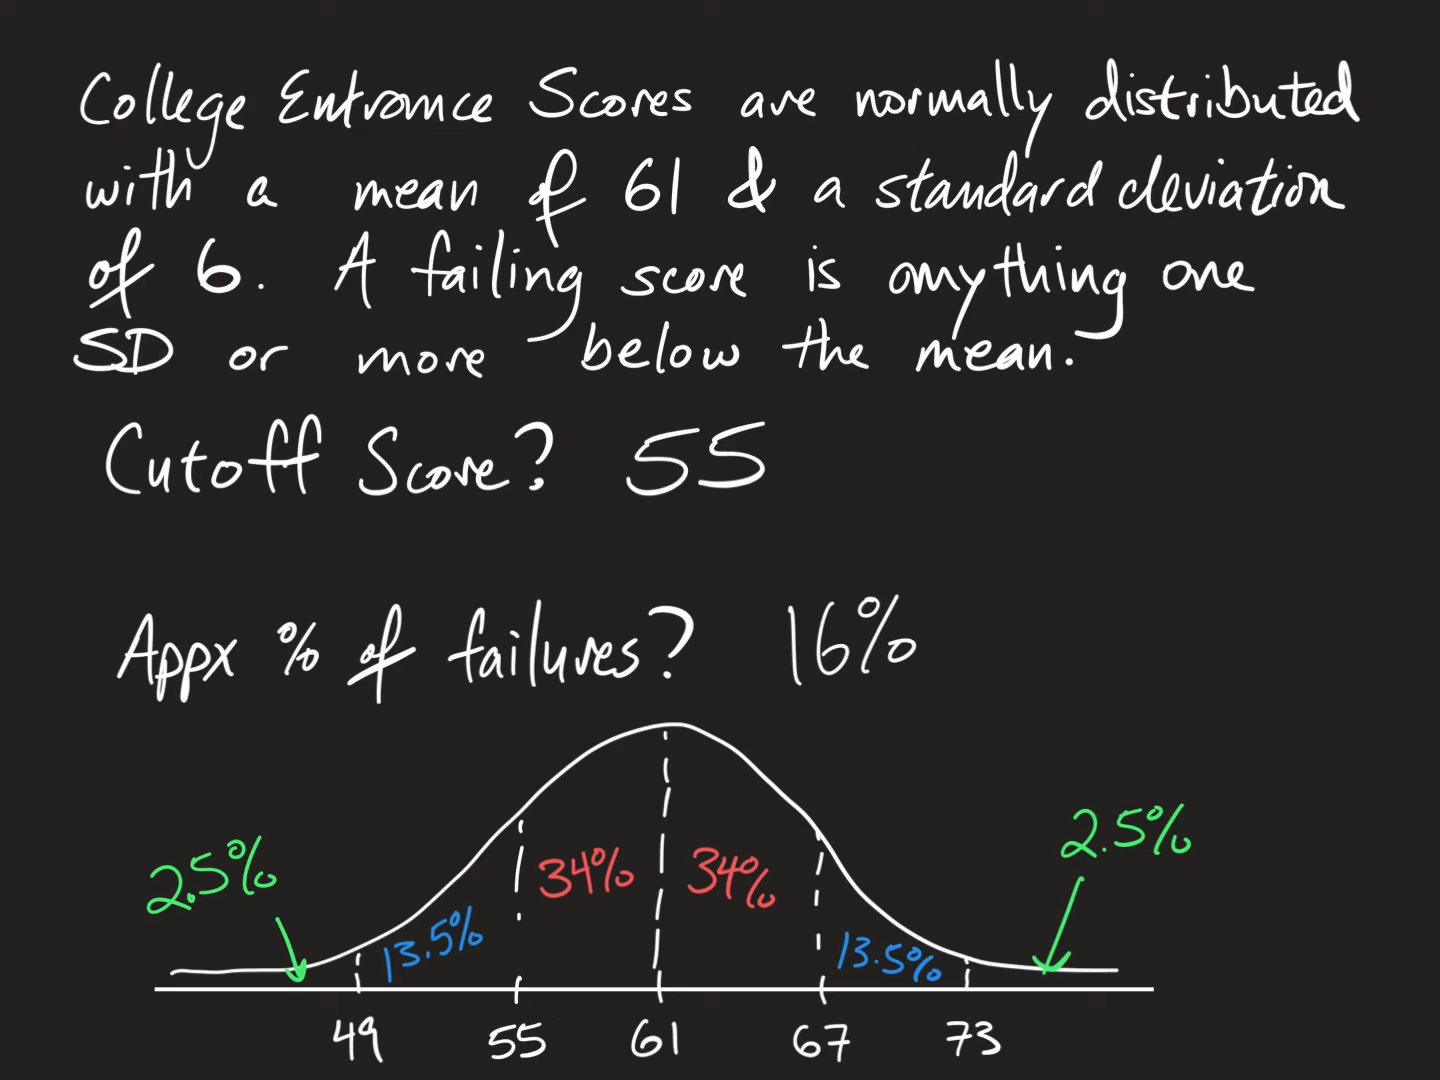 College Entrance Scores are normally distributed
with a mean of 61 & a standard deviation
of 6. A failing score is anything one
SD or more below the mean.
Cutoff Score? 55
Appx % of failures? 16%
2.5% 13.5% 34% 34% 13.5% 2.5%
49 55 61 67 73